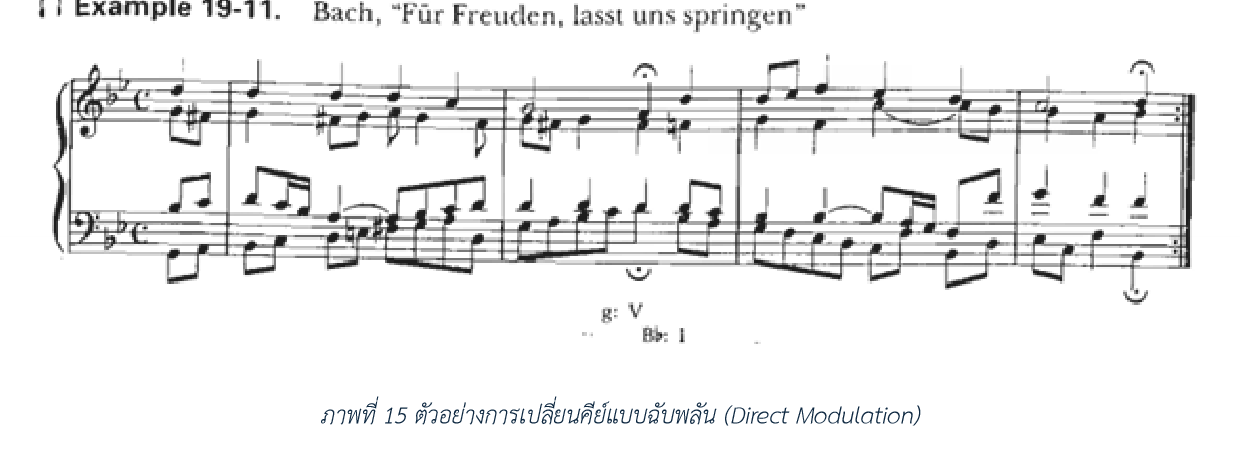 Example 19-11. Bach, “Für Freuden, lasst uns springen”
g: V
B♭: I
ภาพที่ 15 ตัวอย่างการเปลี่ยนคีย์แบบฉับพลัน (Direct Modulation)